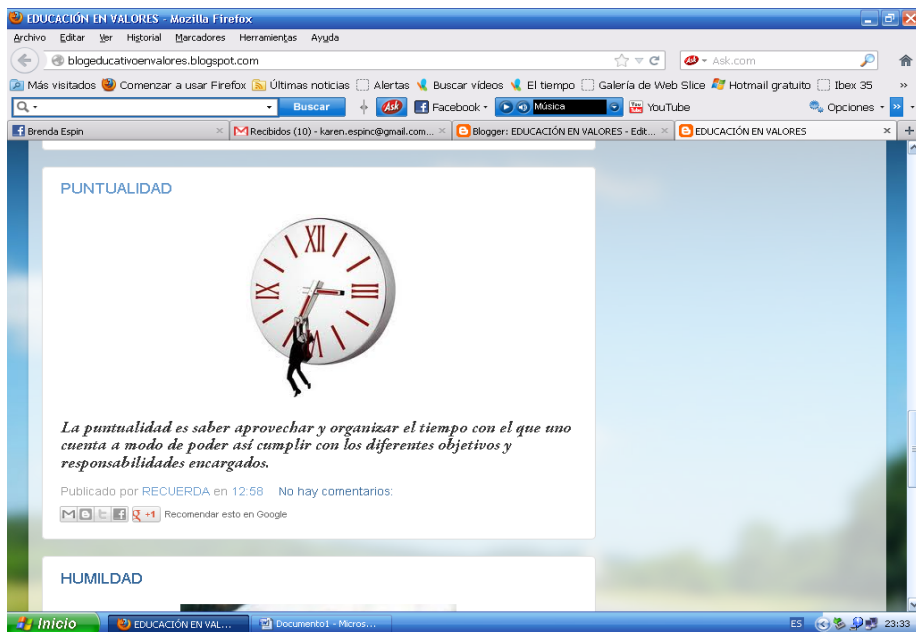 EDUCACIÓN EN VALORES - Mozilla Firefox
Archivo Editar Ver Historial Marcadores Herramientas Ayuda
blogeducativoenvalores.blogspot.com Ask.com
Más visitados Comenzar a usar Firefox Últimas noticias Alertas Buscar vídeos El tiempo Galería de Web Slice Hotmail gratuito Ibex 35 »
Buscar Ask Facebook Música YouTube Opciones »
Brenda Espin Recibidos (10) - karen.espinc@gmail.com... Blogger: EDUCACIÓN EN VALORES - Edit... EDUCACIÓN EN VALORES
PUNTUALIDAD
XII
III
VI
IX
La puntualidad es saber aprovechar y organizar el tiempo con el que uno
cuenta a modo de poder así cumplir con los diferentes objetivos y
responsabilidades encargados.
Publicado por RECUERDA en 12:58 No hay comentarios:
+1 Recomendar esto en Google
HUMILDAD
Inicio EDUCACIÓN EN VAL... Documento1 - Micros... ES 23:33